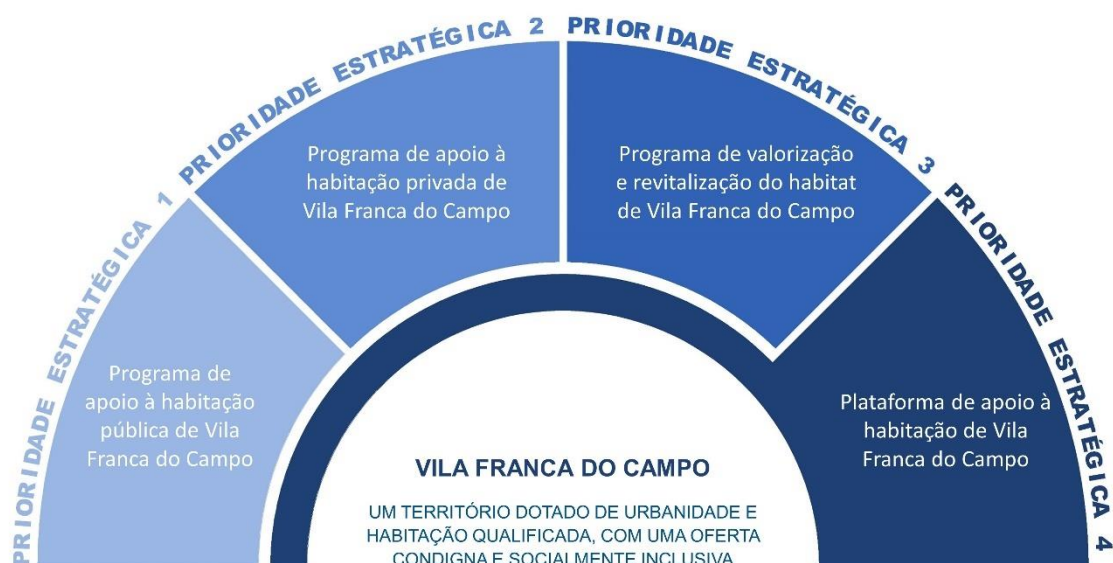 PRIORIDADE ESTRATÉGICA 1
Programa de
apoio à habitação
pública de Vila
Franca do Campo
PRIORIDADE ESTRATÉGICA 2
Programa de apoio à
habitação privada de
Vila Franca do Campo
PRIORIDADE ESTRATÉGICA 3
Programa de valorização
e revitalização do habitat
de Vila Franca do Campo
PRIORIDADE ESTRATÉGICA 4
Plataforma de apoio à
habitação de Vila
Franca do Campo
VILA FRANCA DO CAMPO
UM TERRITÓRIO DOTADO DE URBANIDADE E
HABITAÇÃO QUALIFICADA, COM UMA OFERTA
CONDIGNA E SOCIALMENTE INCLUSIVA